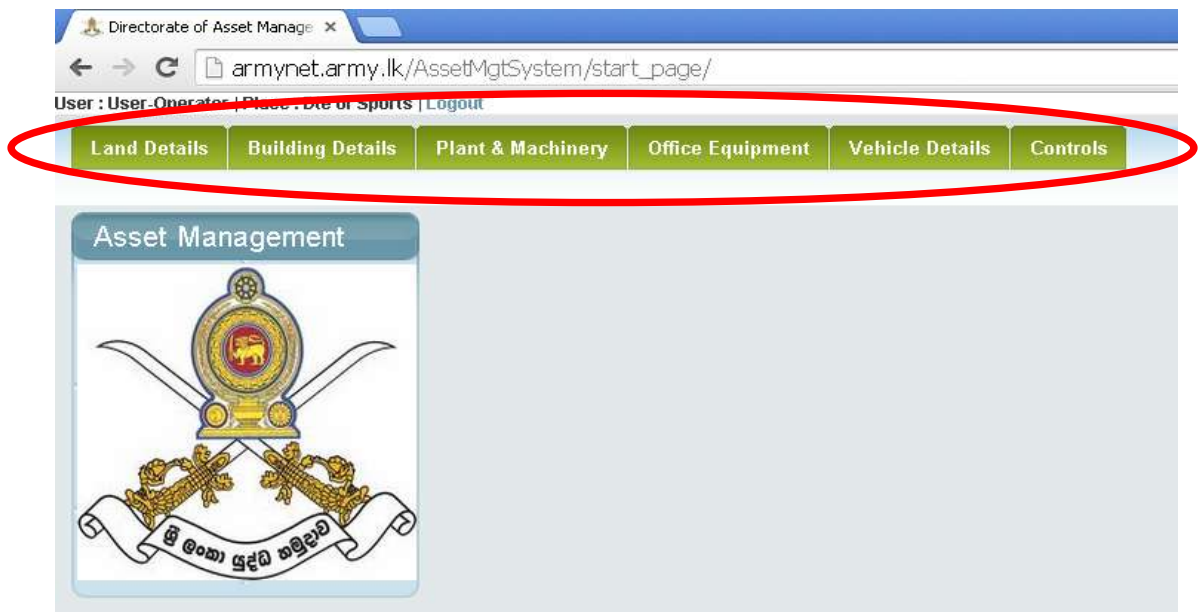 Directorate of Asset Manage
armynet.army.lk/AssetMgtSystem/start_page/
User : User-Operator | Place : Dte of Sports | Logout
Land Details Building Details Plant & Machinery Office Equipment Vehicle Details Controls
Asset Management
ශ්‍රී ලංකා යුද්ධ හමුදාව